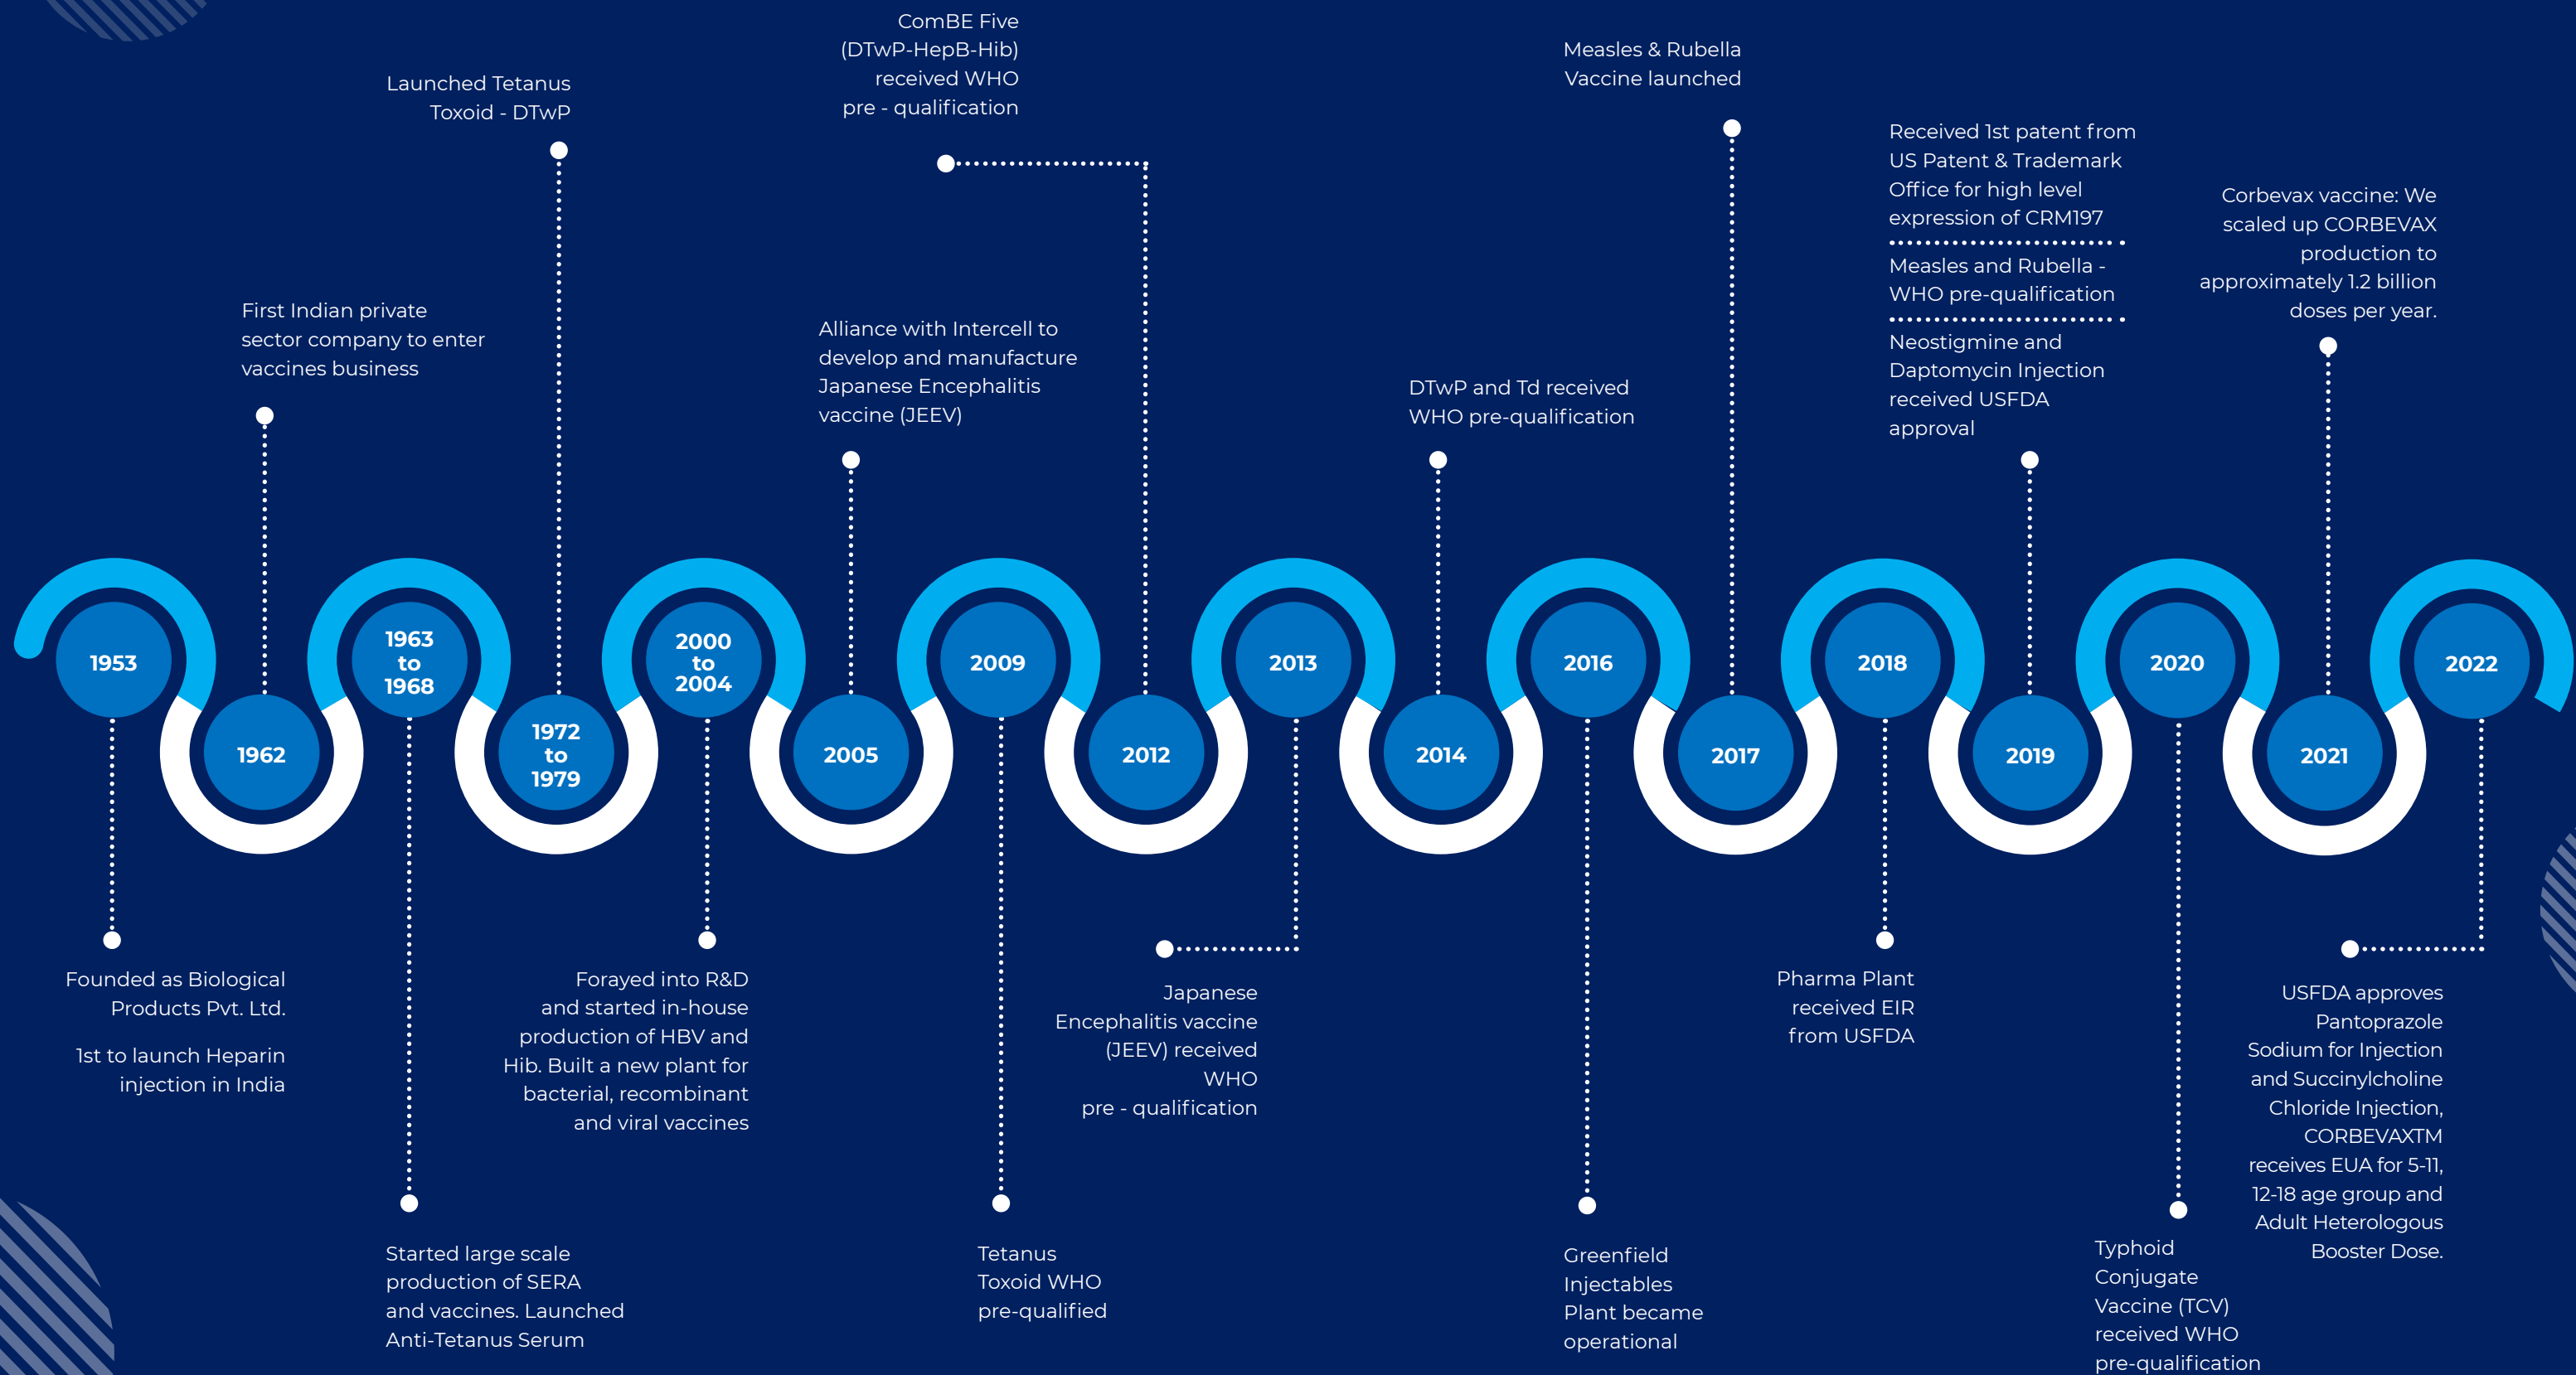 1953
Founded as Biological
Products Pvt. Ltd.
1st to launch Heparin
injection in India
First Indian private
sector company to enter
vaccines business
1962
1963
to
1968
Started large scale
production of SERA
and vaccines. Launched
Anti-Tetanus Serum
Launched Tetanus
Toxoid - DTwP
1972
to
1979
2000
to
2004
Forayed into R&D
and started in-house
production of HBV and
Hib. Built a new plant for
bacterial, recombinant
and viral vaccines
Alliance with Intercell to
develop and manufacture
Japanese Encephalitis
vaccine (JEEV)
2005
2009
Tetanus
Toxoid WHO
pre-qualified
ComBE Five
(DTwP-HepB-Hib)
received WHO
pre - qualification
2012
2013
Japanese
Encephalitis vaccine
(JEEV) received
WHO
pre - qualification
DTwP and Td received
WHO pre-qualification
2014
2016
Greenfield
Injectables
Plant became
operational
Measles & Rubella
Vaccine launched
2017
2018
Pharma Plant
received EIR
from USFDA
Received 1st patent from
US Patent & Trademark
Office for high level
expression of CRM197
Measles and Rubella -
WHO pre-qualification
Neostigmine and
Daptomycin Injection
received USFDA
approval
2019
2020
Typhoid
Conjugate
Vaccine (TCV)
received WHO
pre-qualification
Corbevax vaccine: We
scaled up CORBEVAX
production to
approximately 1.2 billion
doses per year.
2021
2022
USFDA approves
Pantoprazole
Sodium for Injection
and Succinylcholine
Chloride Injection,
CORBEVAXTM
receives EUA for 5-11,
12-18 age group and
Adult Heterologous
Booster Dose.